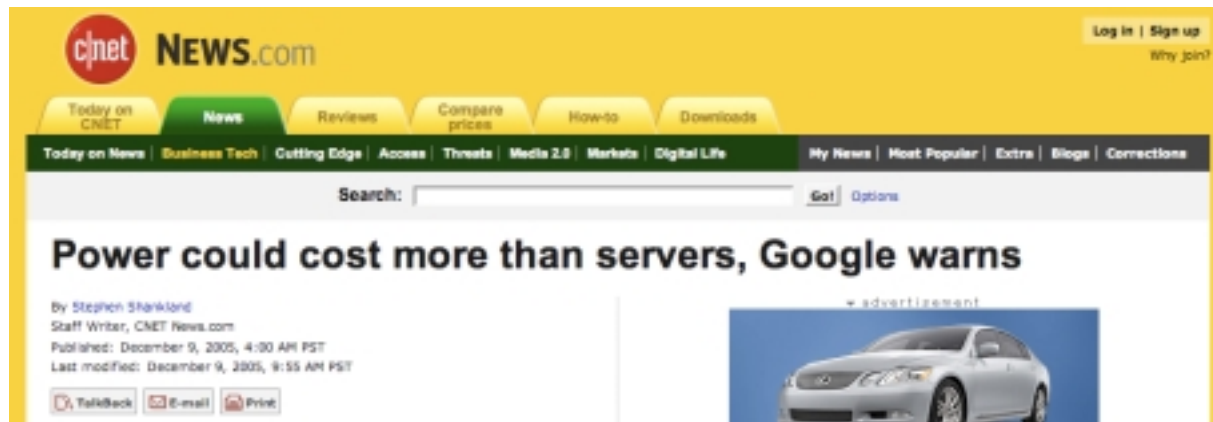 c|net NEWS.com
Log in | Sign up
Why join?
Today on CNET
News
Reviews
Compare prices
How-to
Downloads
Today on News | Business Tech | Cutting Edge | Access | Threats | Media 2.0 | Markets | Digital Life
My News | Most Popular | Extra | Blogs | Corrections
Search:
Go!
Options
Power could cost more than servers, Google warns
By Stephen Shankland
Staff Writer, CNET News.com
Published: December 9, 2005, 4:00 AM PST
Last modified: December 9, 2005, 9:55 AM PST
TalkBack
E-mail
Print
advertisement